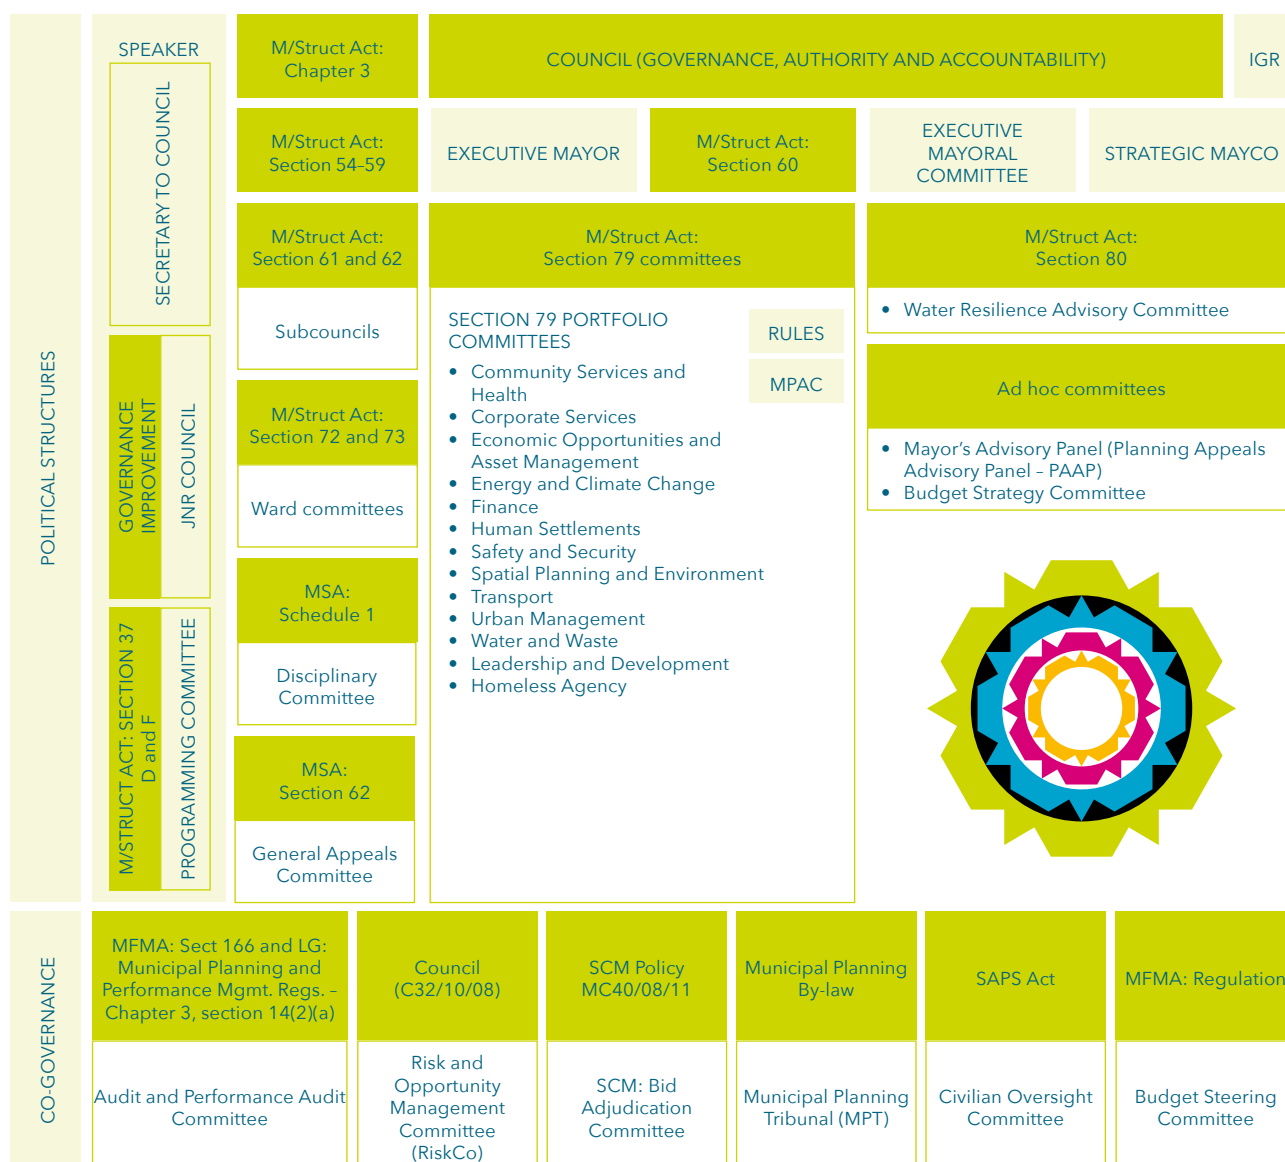 POLITICAL STRUCTURES
SPEAKER
SECRETARY TO COUNCIL
GOVERNANCE
IMPROVEMENT
JNR COUNCIL
M/STRUCT ACT: SECTION 37
D and F
PROGRAMMING COMMITTEE
M/Struct Act:
Chapter 3
COUNCIL (GOVERNANCE, AUTHORITY AND ACCOUNTABILITY)
IGR
M/Struct Act:
Section 54–59
EXECUTIVE MAYOR
M/Struct Act:
Section 60
EXECUTIVE
MAYORAL
COMMITTEE
STRATEGIC MAYCO
M/Struct Act:
Section 61 and 62
Subcouncils
M/Struct Act:
Section 72 and 73
Ward committees
MSA:
Schedule 1
Disciplinary
Committee
MSA:
Section 62
General Appeals
Committee
M/Struct Act:
Section 79 committees
SECTION 79 PORTFOLIO
COMMITTEES
• Community Services and
Health
• Corporate Services
• Economic Opportunities and
Asset Management
• Energy and Climate Change
• Finance
• Human Settlements
• Safety and Security
• Spatial Planning and Environment
• Transport
• Urban Management
• Water and Waste
• Leadership and Development
• Homeless Agency
RULES
MPAC
M/Struct Act:
Section 80
• Water Resilience Advisory Committee
Ad hoc committees
• Mayor's Advisory Panel (Planning Appeals
Advisory Panel – PAAP)
• Budget Strategy Committee
CO-GOVERNANCE
MFMA: Sect 166 and LG:
Municipal Planning and
Performance Mgmt. Regs. –
Chapter 3, section 14(2)(a)
Audit and Performance Audit
Committee
Council
(C32/10/08)
Risk and
Opportunity
Management
Committee
(RiskCo)
SCM Policy
MC40/08/11
SCM: Bid
Adjudication
Committee
Municipal Planning
By-law
Municipal Planning
Tribunal (MPT)
SAPS Act
Civilian Oversight
Committee
MFMA: Regulation
Budget Steering
Committee